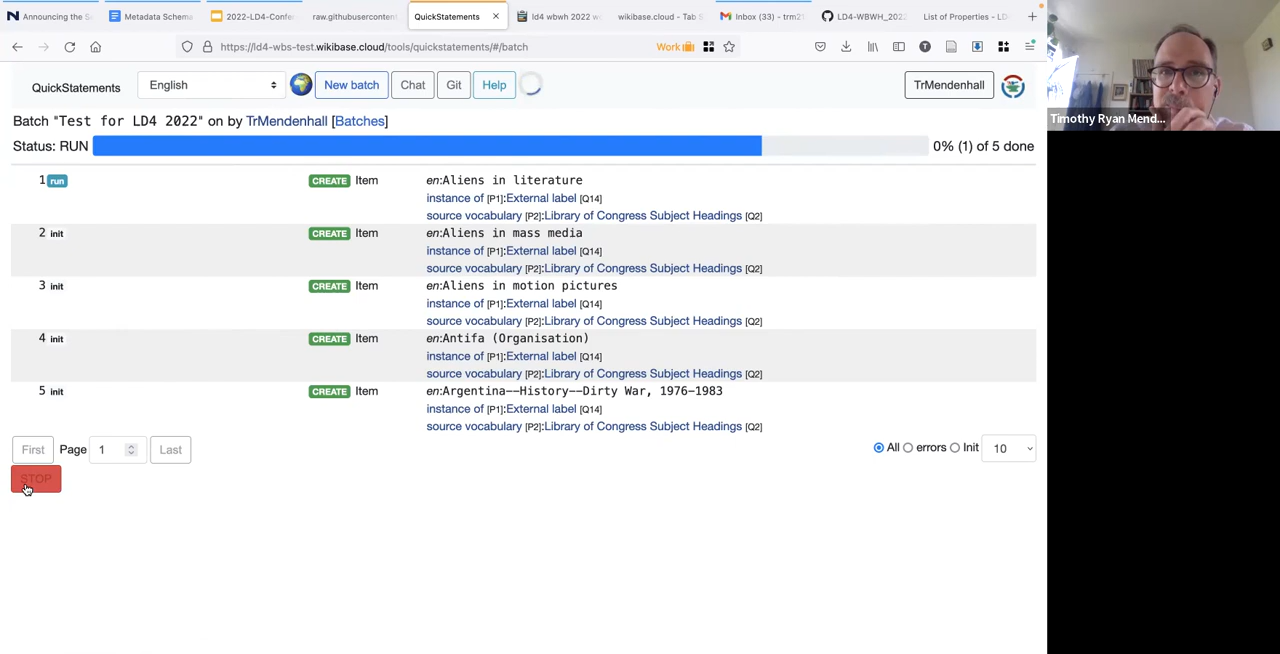 Announcing the S
Metadata Schema
2022-LD4-Confer
raw.githubusercontent
QuickStatements
ld4 wbwh 2022 w
wikibase.cloud - Tab S
Inbox (33) - trm2
LD4-WBWH_202
List of Properties - LD
https://ld4-wbs-test.wikibase.cloud/tools/quickstatements/#/batch
Work
QuickStatements
English
New batch
Chat
Git
Help
TrMendenhall
Batch "Test for LD4 2022" on by TrMendenhall [Batches]
Status: RUN
0% (1) of 5 done
1 run CREATE Item en:Aliens in literature
instance of [P1]:External label [Q14]
source vocabulary [P2]:Library of Congress Subject Headings [Q2]
2 init CREATE Item en:Aliens in mass media
instance of [P1]:External label [Q14]
source vocabulary [P2]:Library of Congress Subject Headings [Q2]
3 init CREATE Item en:Aliens in motion pictures
instance of [P1]:External label [Q14]
source vocabulary [P2]:Library of Congress Subject Headings [Q2]
4 init CREATE Item en:Antifa (Organisation)
instance of [P1]:External label [Q14]
source vocabulary [P2]:Library of Congress Subject Headings [Q2]
5 init CREATE Item en:Argentina--History--Dirty War, 1976-1983
instance of [P1]:External label [Q14]
source vocabulary [P2]:Library of Congress Subject Headings [Q2]
First Page 1 Last
All errors Init 10
STOP
Timothy Ryan Mend...